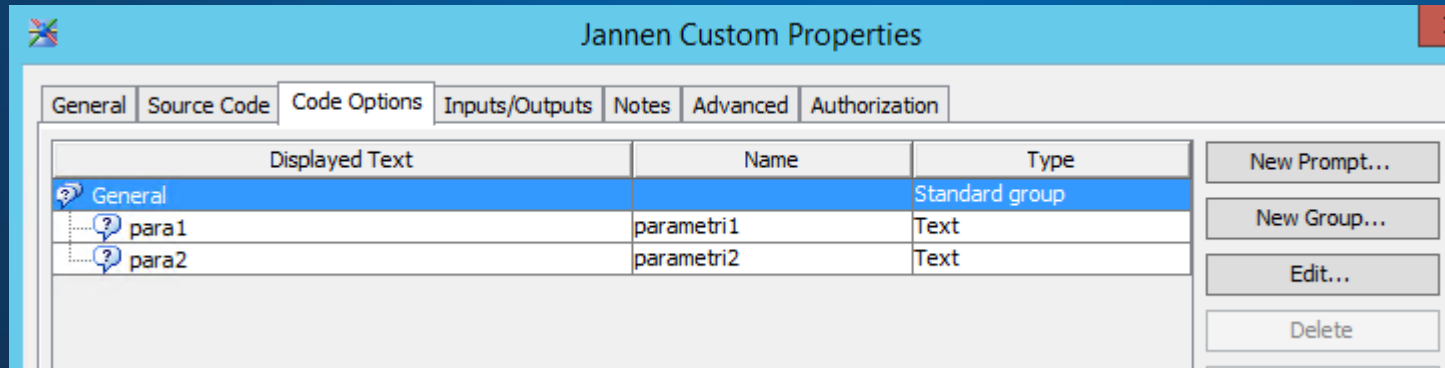 Jannen Custom Properties
General Source Code Code Options Inputs/Outputs Notes Advanced Authorization
Displayed Text Name Type
General Standard group
para1 parametri1 Text
para2 parametri2 Text
New Prompt...
New Group...
Edit...
Delete